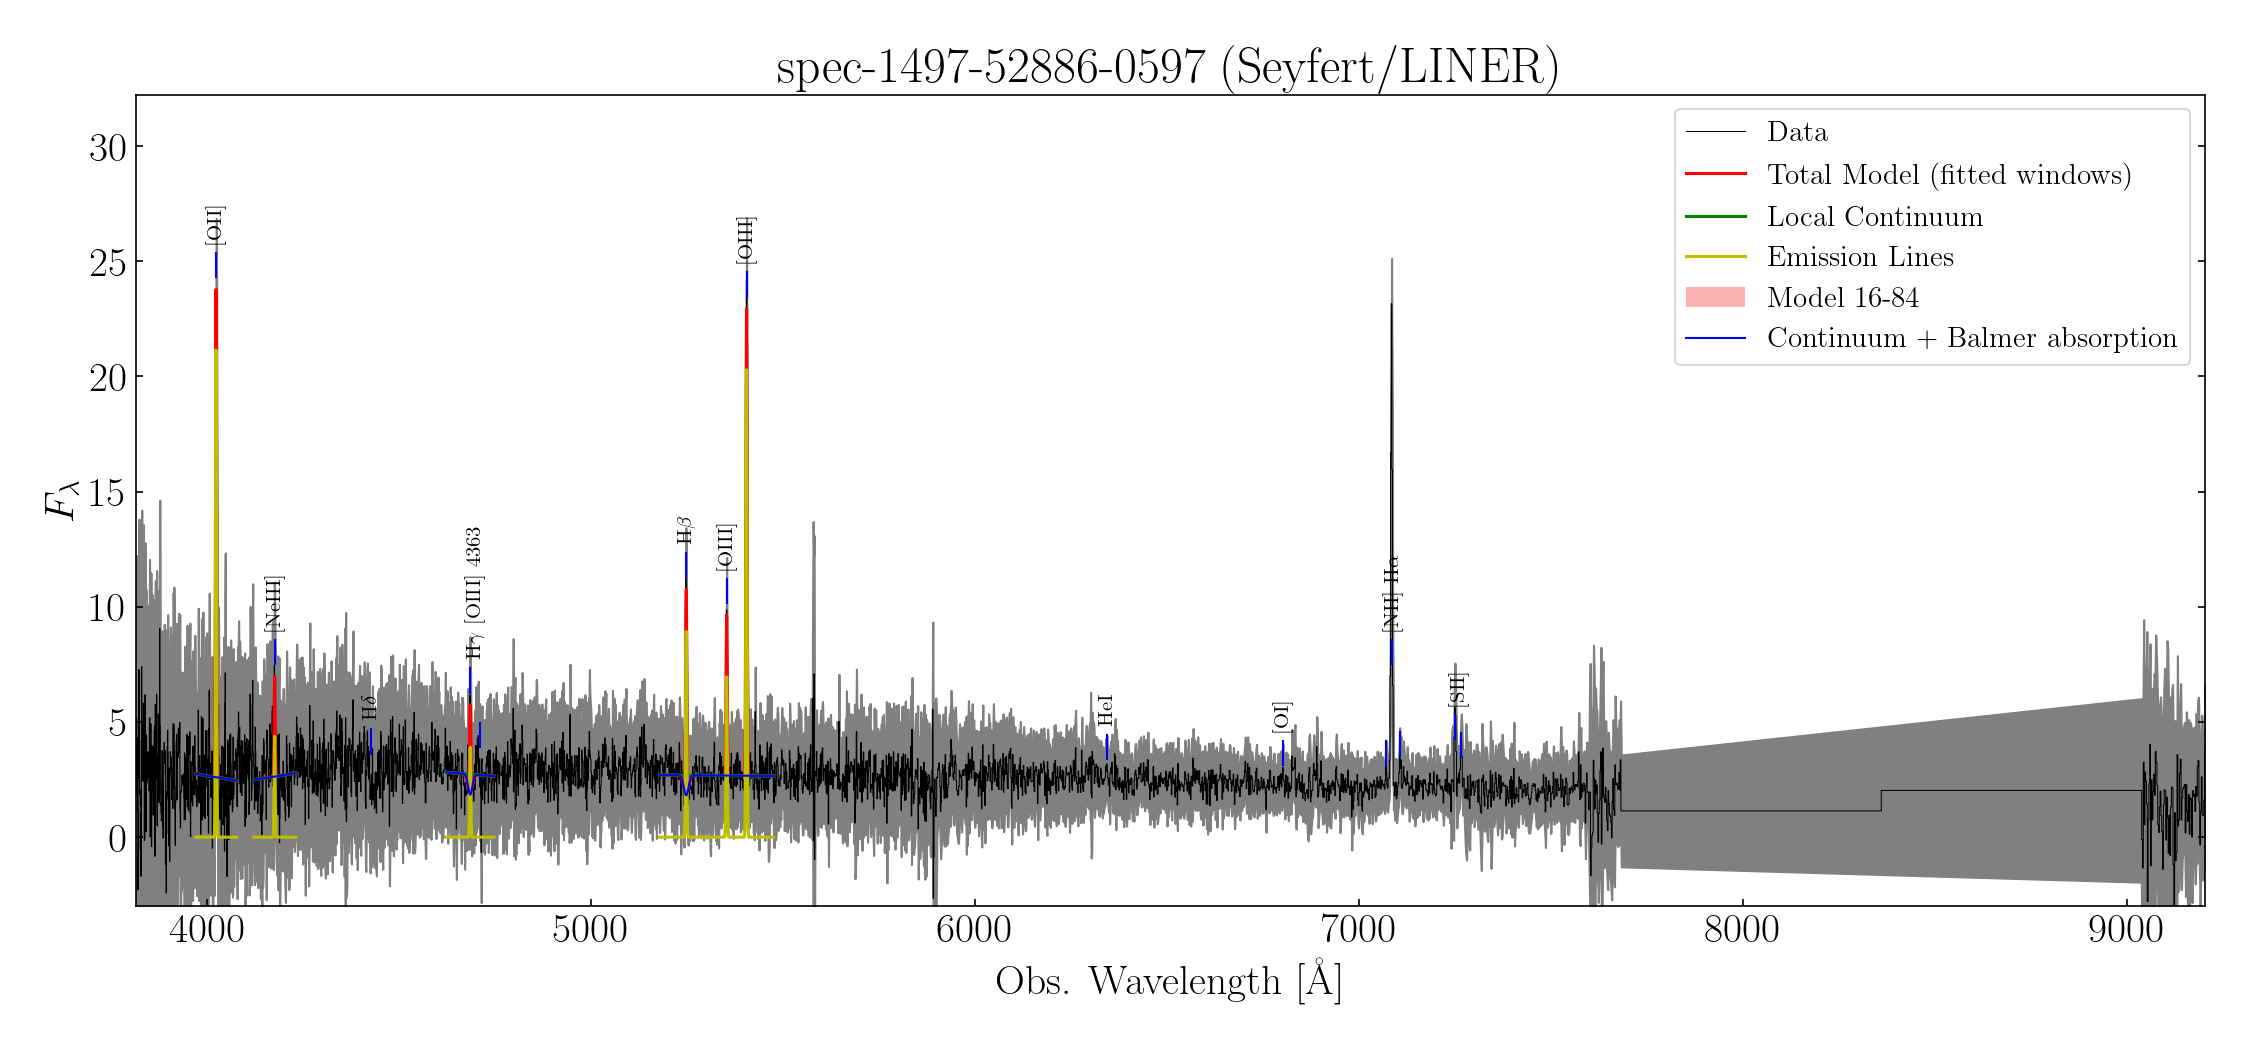 spec-1497-52886-0597 (Seyfert/LINER)
Data
Total Model (fitted windows)
Local Continuum
Emission Lines
Model 16-84
Continuum + Balmer absorption
[OII]
[NeIII]
Hδ
Hγ [OIII] 4363
Hβ
[OIII]
[OIII]
HeI
[OI]
[NII] Hα
[SII]
Fλ
30
25
20
15
10
5
0
4000 5000 6000 7000 8000 9000
Obs. Wavelength [Å]